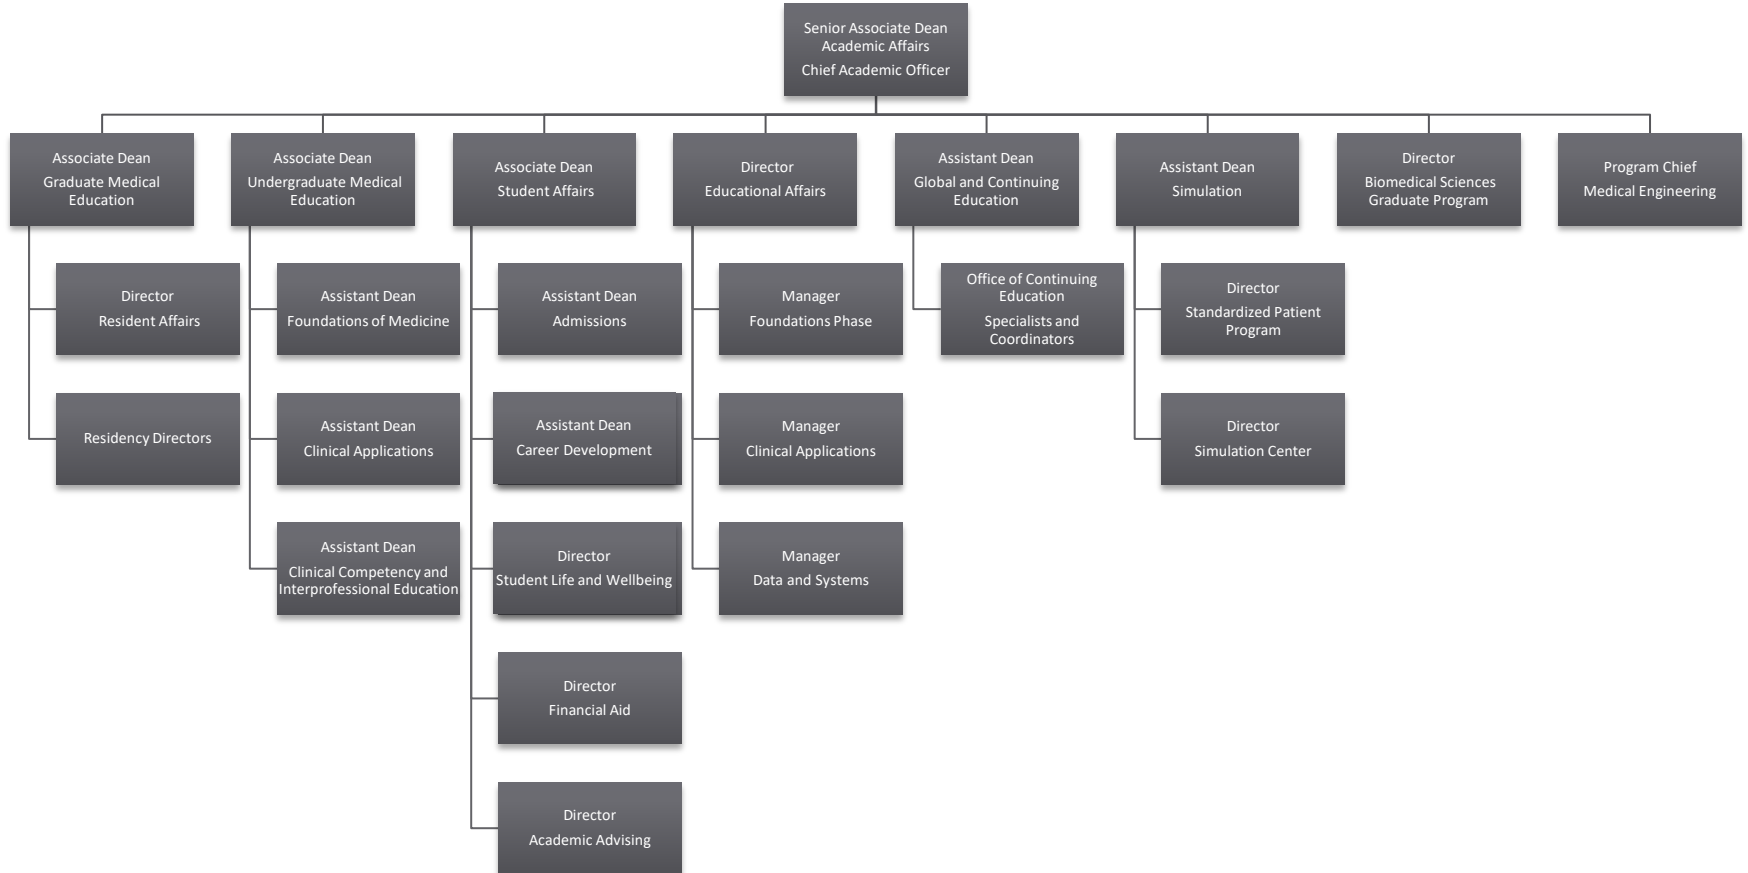 Senior Associate Dean
Academic Affairs
Chief Academic Officer
Associate Dean
Graduate Medical
Education
Associate Dean
Undergraduate Medical
Education
Associate Dean
Student Affairs
Director
Educational Affairs
Assistant Dean
Global and Continuing
Education
Assistant Dean
Simulation
Director
Biomedical Sciences
Graduate Program
Program Chief
Medical Engineering
Director
Resident Affairs
Assistant Dean
Foundations of Medicine
Assistant Dean
Admissions
Manager
Foundations Phase
Office of Continuing
Education
Specialists and
Coordinators
Director
Standardized Patient
Program
Residency Directors
Assistant Dean
Clinical Applications
Assistant Dean
Career Development
Manager
Clinical Applications
Director
Simulation Center
Assistant Dean
Clinical Competency and
Interprofessional Education
Director
Student Life and Wellbeing
Manager
Data and Systems
Director
Financial Aid
Director
Academic Advising